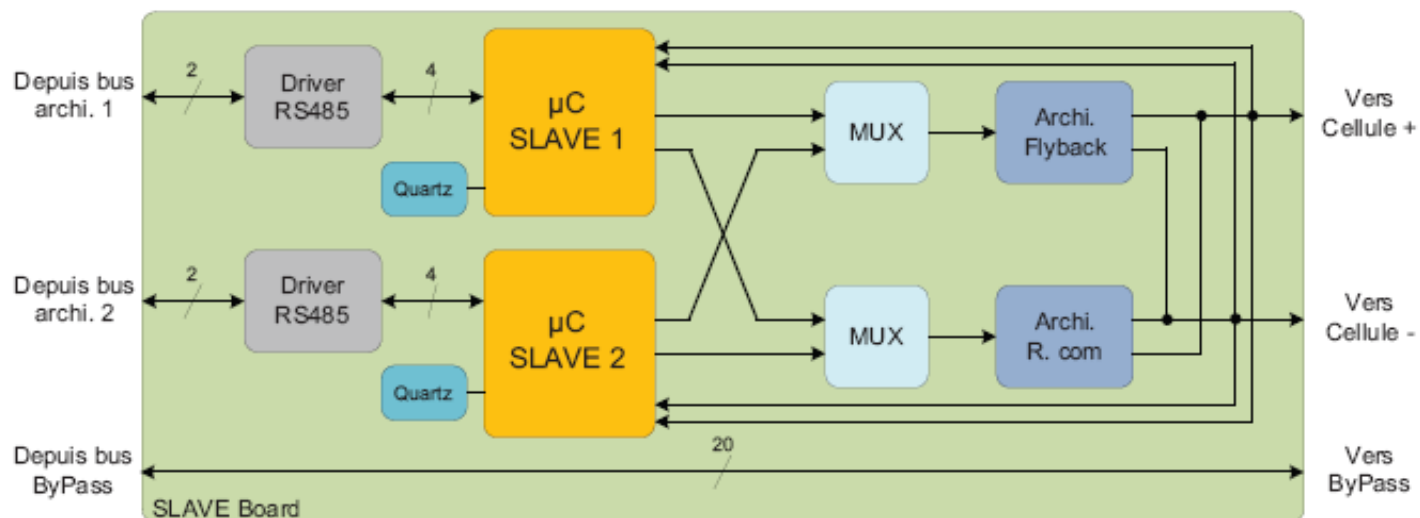 Depuis bus
archi. 1
2
Driver
RS485
4
µC
SLAVE 1
Quartz
MUX
Archi.
Flyback
Vers
Cellule +
Depuis bus
archi. 2
2
Driver
RS485
4
µC
SLAVE 2
Quartz
MUX
Archi.
R. com
Vers
Cellule -
Depuis bus
ByPass
20
Vers
ByPass
SLAVE Board